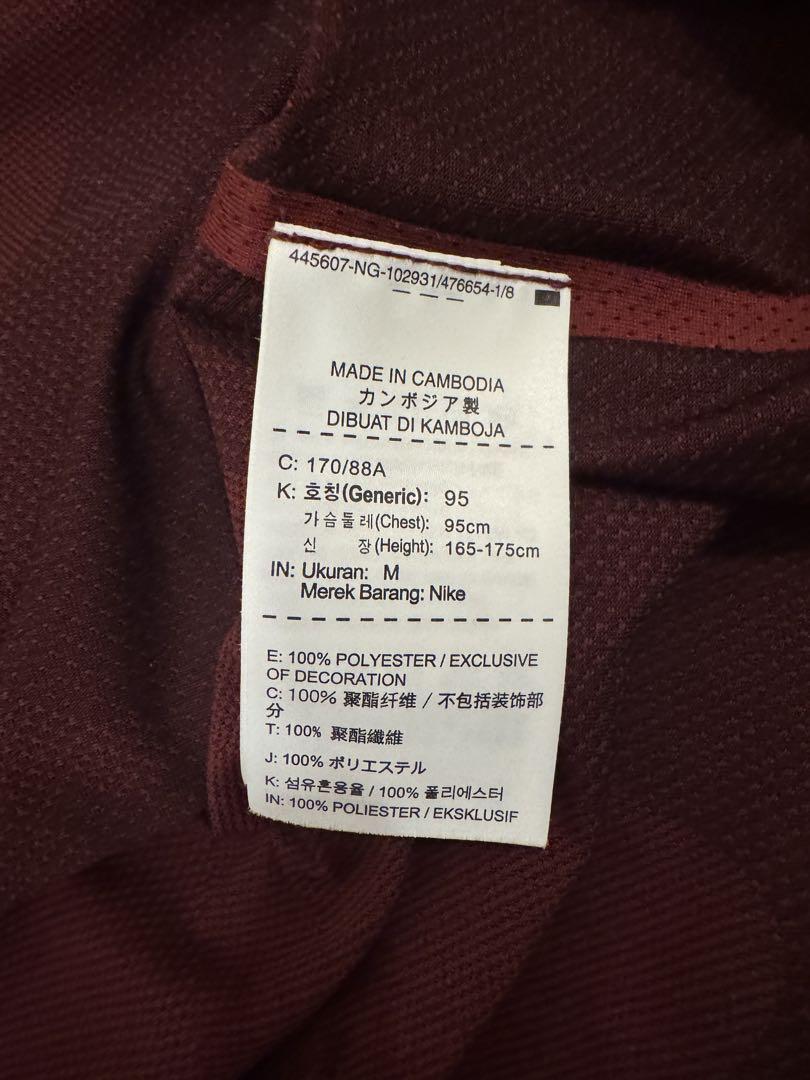 445607-NG-102931/476654-1/8
MADE IN CAMBODIA
カンボジア製
DIBUAT DI KAMBOJA
C: 170/88A
K: 호칭(Generic): 95
가슴둘레(Chest): 95cm
신 장(Height): 165-175cm
IN: Ukuran: M
Merek Barang: Nike
E: 100% POLYESTER / EXCLUSIVE
OF DECORATION
C: 100% 聚酯纤维 / 不包括装饰部
分
T: 100% 聚酯纖維
J: 100% ポリエステル
K: 섬유혼용율 / 100% 폴리에스터
IN: 100% POLIESTER / EKSKLUSIF